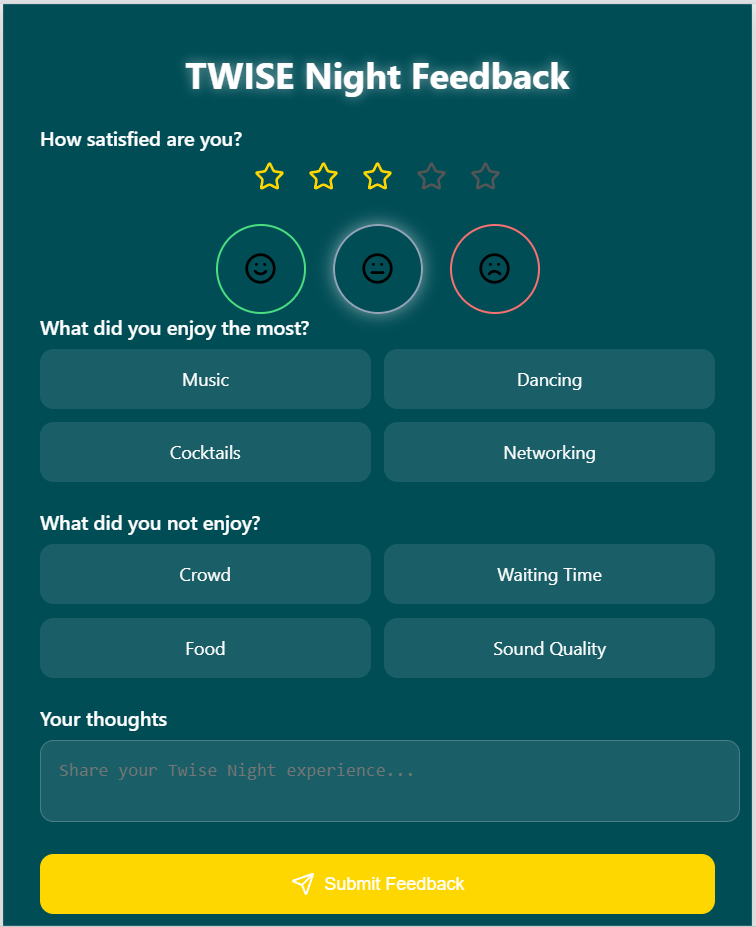 TWISE Night Feedback
How satisfied are you?
What did you enjoy the most?
Music
Dancing
Cocktails
Networking
What did you not enjoy?
Crowd
Waiting Time
Food
Sound Quality
Your thoughts
Share your Twise Night experience...
Submit Feedback